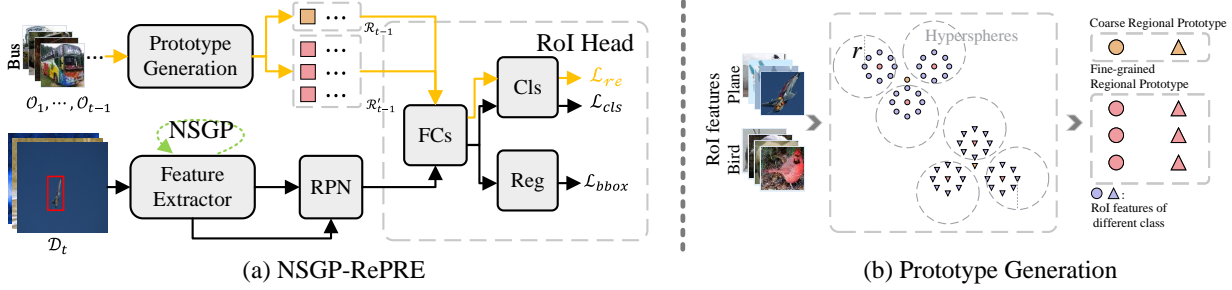 Bus
...
O₁, ⋯, Oₜ₋₁
Prototype
Generation
...
Rₜ₋₁
...
...
...
R′ₜ₋₁
RoI Head
Cls
ℒᵣₑ
ℒcls
FCs
Reg
ℒbbox
NSGP
Feature
Extractor
RPN
𝒟ₜ
(a) NSGP-RePRE
RoI features
Plane
Bird
r
Hyperspheres
Coarse Regional Prototype
Fine-grained
Regional Prototype
:
RoI features of
different class
(b) Prototype Generation